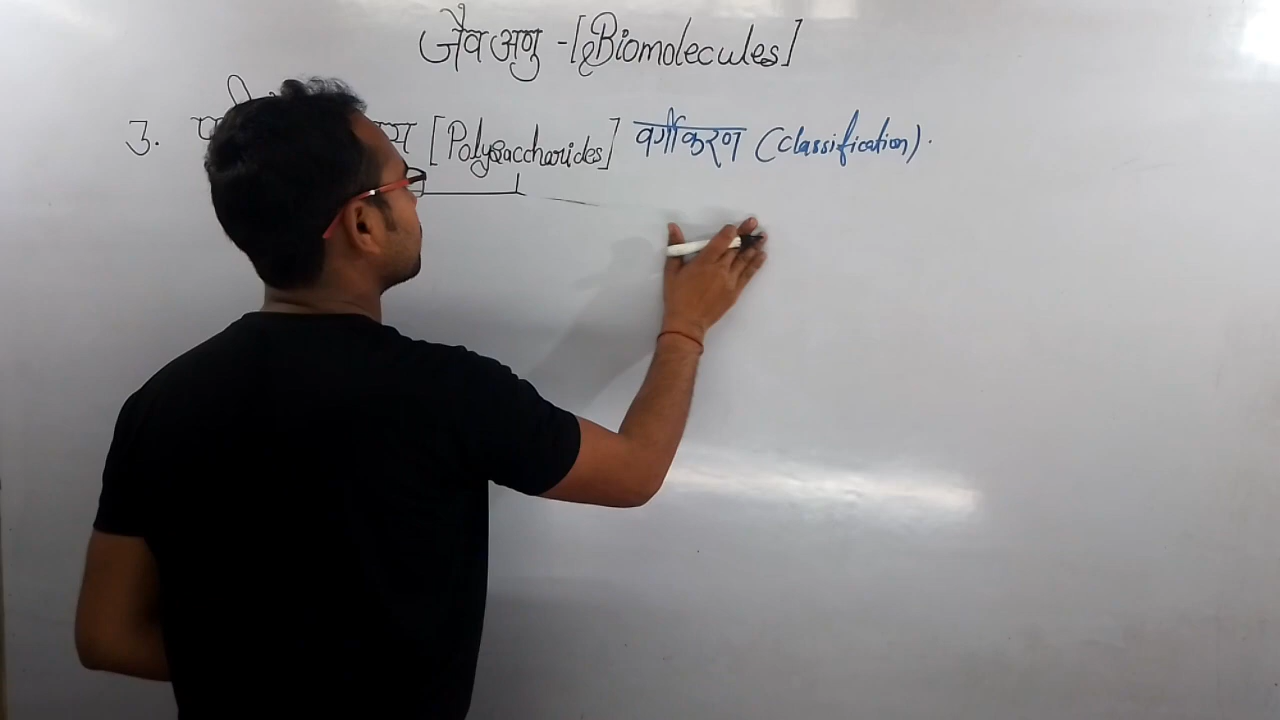 जैव अणु - [Biomolecules]
3. [Polysaccharides] वर्गीकरण (classification).